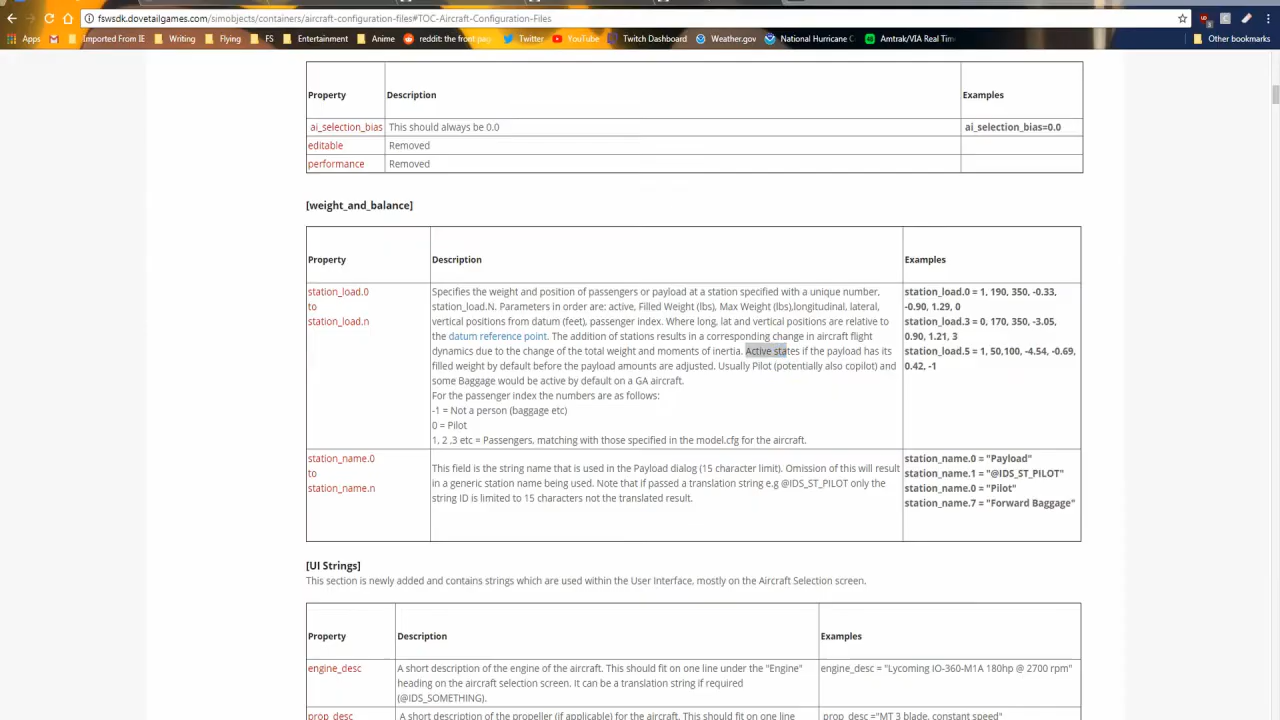 fswsdk.dovetailgames.com/simobjects/containers/aircraft-configuration-files#TOC-Aircraft-Configuration-Files
Apps Imported From IE Writing Flying FS Entertainment Anime reddit: the front pag Twitter YouTube Twitch Dashboard Weather.gov National Hurricane C Amtrak/VIA Real Tim Other bookmarks
Property Description Examples
ai_selection_bias This should always be 0.0 ai_selection_bias=0.0
editable Removed
performance Removed
[weight_and_balance]
Property Description Examples
station_load.0
to
station_load.n
Specifies the weight and position of passengers or payload at a station specified with a unique number,
station_load.N. Parameters in order are: active, Filled Weight (lbs), Max Weight (lbs),longitudinal, lateral,
vertical positions from datum (feet), passenger index. Where long, lat and vertical positions are relative to
the datum reference point. The addition of stations results in a corresponding change in aircraft flight
dynamics due to the change of the total weight and moments of inertia. Active states if the payload has its
filled weight by default before the payload amounts are adjusted. Usually Pilot (potentially also copilot) and
some Baggage would be active by default on a GA aircraft.
For the passenger index the numbers are as follows:
-1 = Not a person (baggage etc)
0 = Pilot
1, 2 ,3 etc = Passengers, matching with those specified in the model.cfg for the aircraft.
station_load.0 = 1, 190, 350, -0.33,
-0.90, 1.29, 0
station_load.3 = 0, 170, 350, -3.05,
0.90, 1.21, 3
station_load.5 = 1, 50,100, -4.54, -0.69,
0.42, -1
station_name.0
to
station_name.n
This field is the string name that is used in the Payload dialog (15 character limit). Omission of this will result
in a generic station name being used. Note that if passed a translation string e.g @IDS_ST_PILOT only the
string ID is limited to 15 characters not the translated result.
station_name.0 = "Payload"
station_name.1 = "@IDS_ST_PILOT"
station_name.0 = "Pilot"
station_name.7 = "Forward Baggage"
[UI Strings]
This section is newly added and contains strings which are used within the User Interface, mostly on the Aircraft Selection screen.
Property Description Examples
engine_desc
A short description of the engine of the aircraft. This should fit on one line under the "Engine"
heading on the aircraft selection screen. It can be a translation string if required
(@IDS_SOMETHING).
engine_desc = "Lycoming IO-360-M1A 180hp @ 2700 rpm"
prop_desc A short description of the propeller (if applicable) for the aircraft. This should fit on one line prop_desc ="MT 3 blade, constant speed"